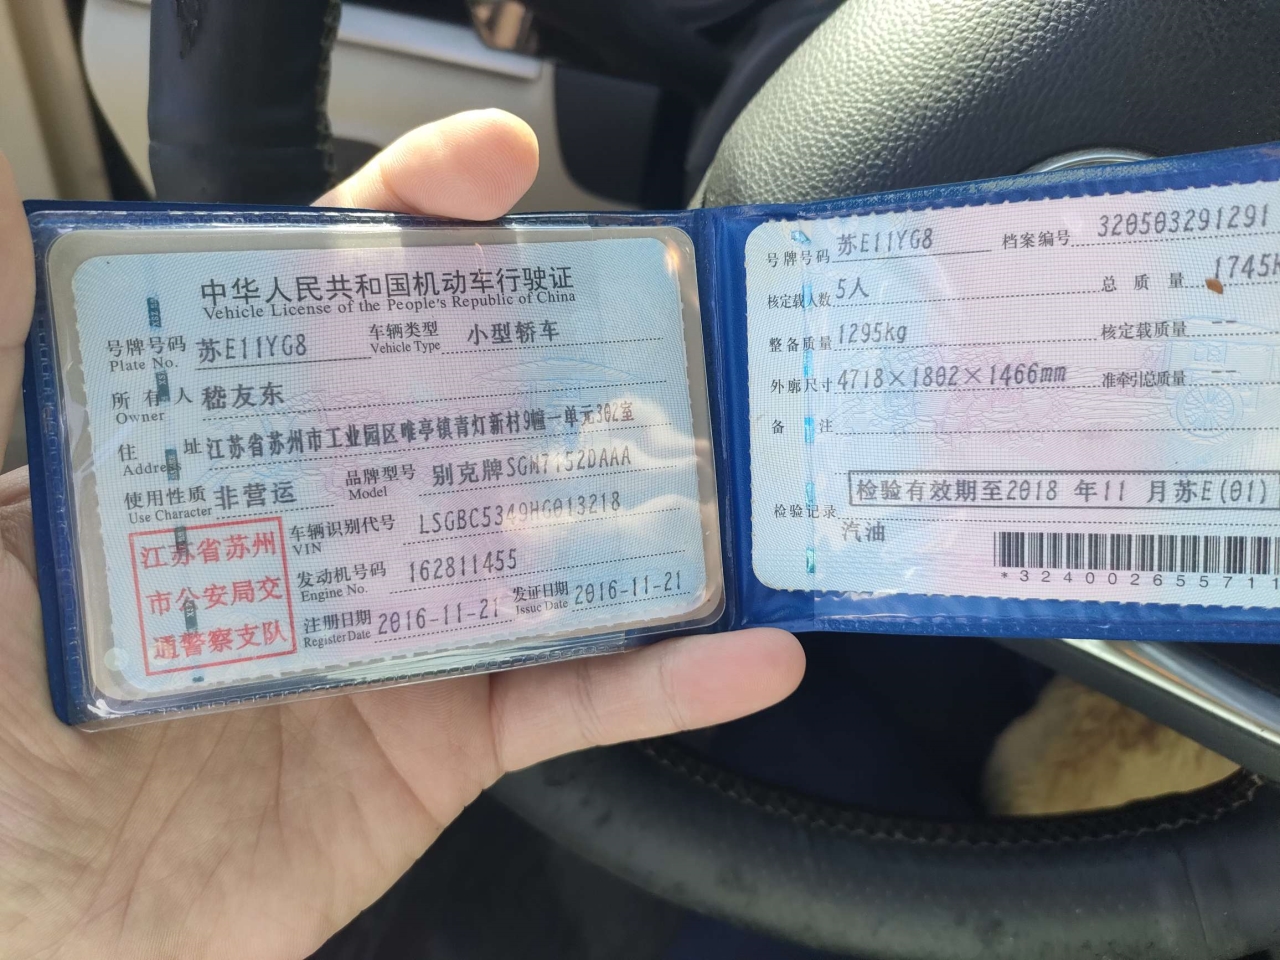 中华人民共和国机动车行驶证
Vehicle License of the People's Republic of China
号牌号码 苏E11YG8 车辆类型 小型轿车
Plate No. Vehicle Type
所有人 嵇友东
Owner
住址 江苏省苏州市工业园区唯亭镇青灯新村9幢一单元302室
Address
使用性质 非营运 品牌型号 别克牌SGM7152DAAA
Use Character Model
江苏省苏州
市公安局交
通警察支队
车辆识别代号 LSGBC5349HG013218
VIN
发动机号码 162811455
Engine No.
注册日期 2016-11-21 发证日期 2016-11-21
Register Date Issue Date
号牌号码 苏E11YG8 档案编号 320503291291
核定载人数 5人 总质量 1745k
整备质量 1295kg 核定载质量 --
外廓尺寸 4718×1802×1466mm 准牵引总质量 --
备注
检验有效期至2018 年11 月苏E(01)
检验记录
汽油
*324002655711